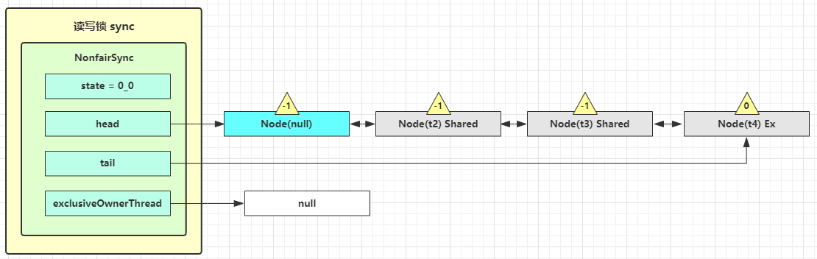 读写锁 sync
NonfairSync
state = 0_0
head
tail
exclusiveOwnerThread
-1
Node(null)
-1
Node(t2) Shared
-1
Node(t3) Shared
0
Node(t4) Ex
null